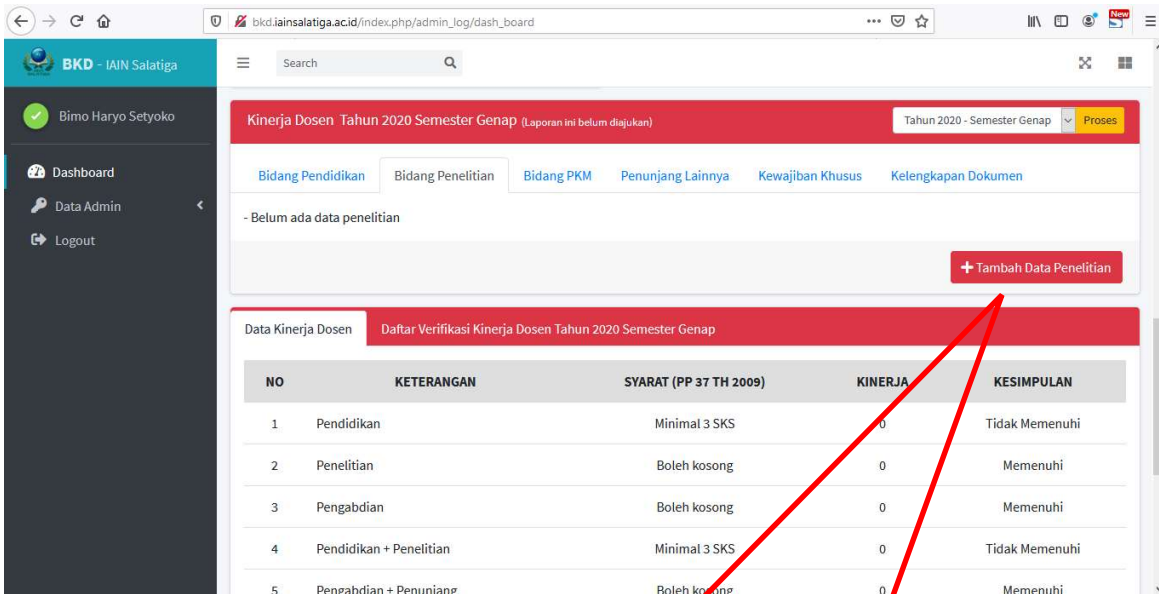 bkd.iainsalatiga.ac.id/index.php/admin_log/dash_board
New
BKD - IAIN Salatiga
Search
Bimo Haryo Setyoko
Dashboard
Data Admin
Logout
Kinerja Dosen Tahun 2020 Semester Genap (Laporan ini belum diajukan)
Tahun 2020 - Semester Genap
Proses
Bidang Pendidikan Bidang Penelitian Bidang PKM Penunjang Lainnya Kewajiban Khusus Kelengkapan Dokumen
- Belum ada data penelitian
+ Tambah Data Penelitian
Data Kinerja Dosen Daftar Verifikasi Kinerja Dosen Tahun 2020 Semester Genap
NO KETERANGAN SYARAT (PP 37 TH 2009) KINERJA KESIMPULAN
1 Pendidikan Minimal 3 SKS 0 Tidak Memenuhi
2 Penelitian Boleh kosong 0 Memenuhi
3 Pengabdian Boleh kosong 0 Memenuhi
4 Pendidikan + Penelitian Minimal 3 SKS 0 Tidak Memenuhi
5 Pengabdian + Penunjang Boleh kosong 0 Memenuhi